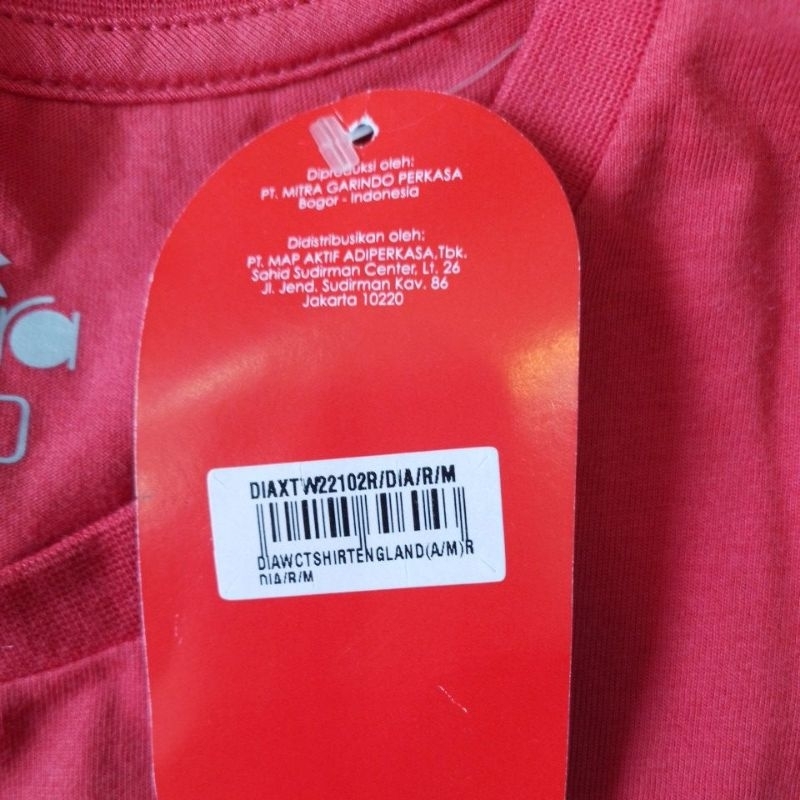 Diproduksi oleh:
PT. MITRA GARINDO PERKASA
Bogor - Indonesia
Didistribusikan oleh:
PT. MAP AKTIF ADIPERKASA,Tbk.
Sahid Sudirman Center, Lt. 26
Jl. Jend. Sudirman Kav. 86
Jakarta 10220
DIAXTW22102R/DIA/R/M
DIAWCTSHIRTENGLAND(A/M)R
DIA/R/M